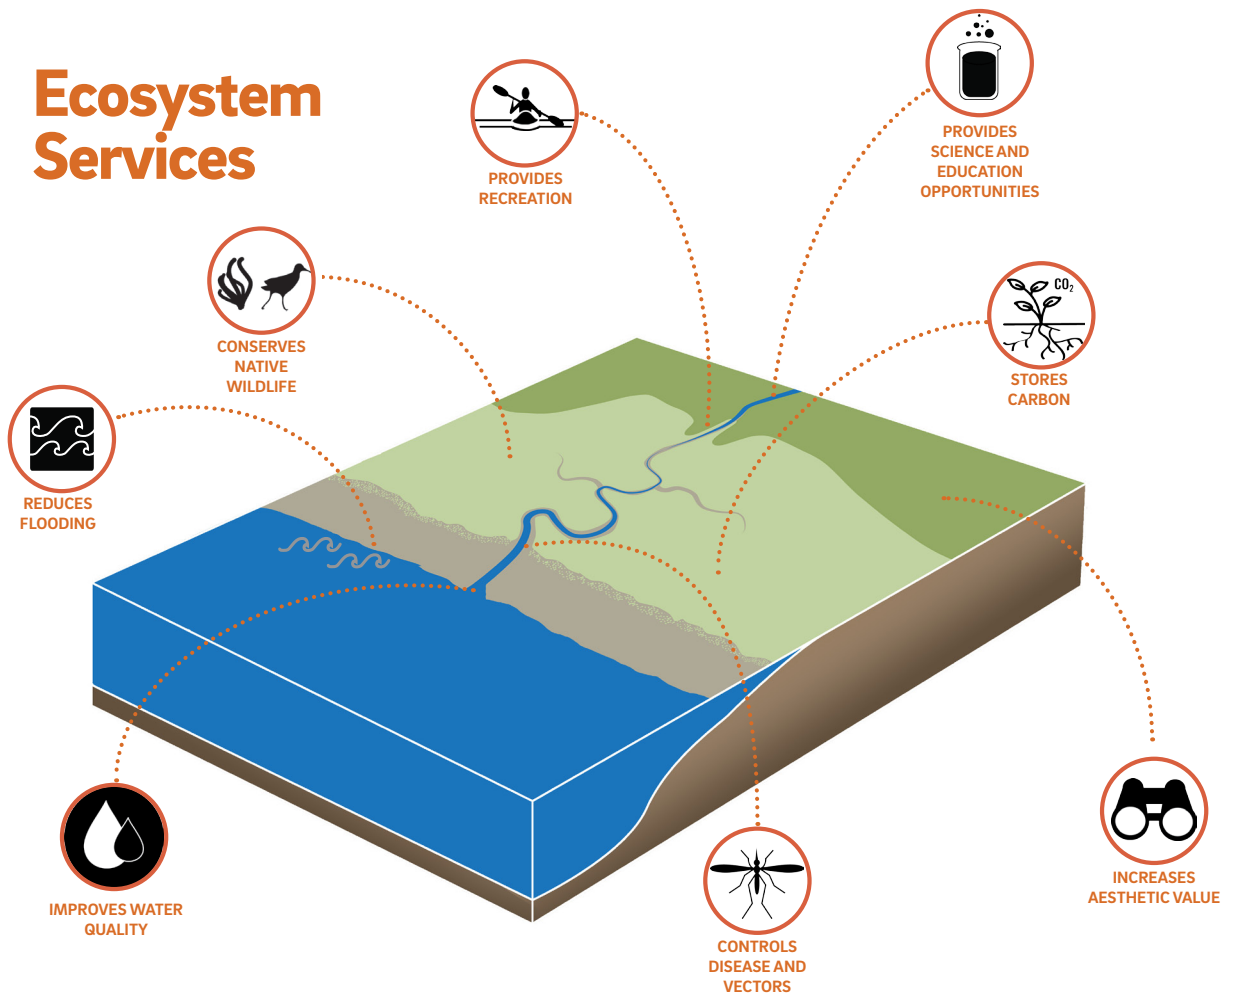 Ecosystem
Services
PROVIDES
RECREATION
PROVIDES
SCIENCE AND
EDUCATION
OPPORTUNITIES
CONSERVES
NATIVE
WILDLIFE
CO₂
STORES
CARBON
REDUCES
FLOODING
IMPROVES WATER
QUALITY
CONTROLS
DISEASE AND
VECTORS
INCREASES
AESTHETIC VALUE